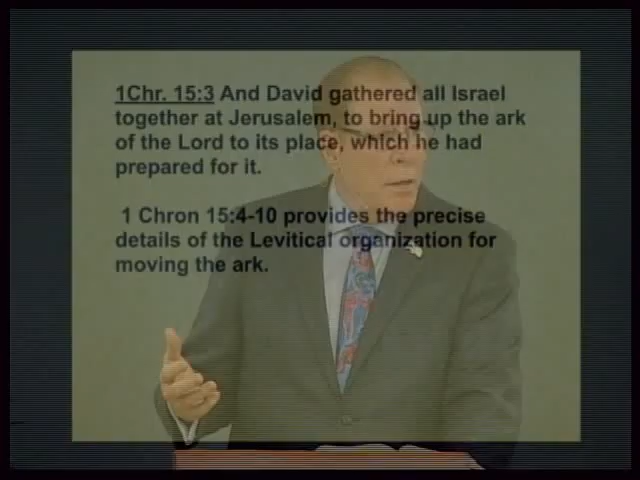 1Chr. 15:3 And David gathered all Israel
together at Jerusalem, to bring up the ark
of the Lord to its place, which he had
prepared for it.
1 Chron 15:4-10 provides the precise
details of the Levitical organization for
moving the ark.